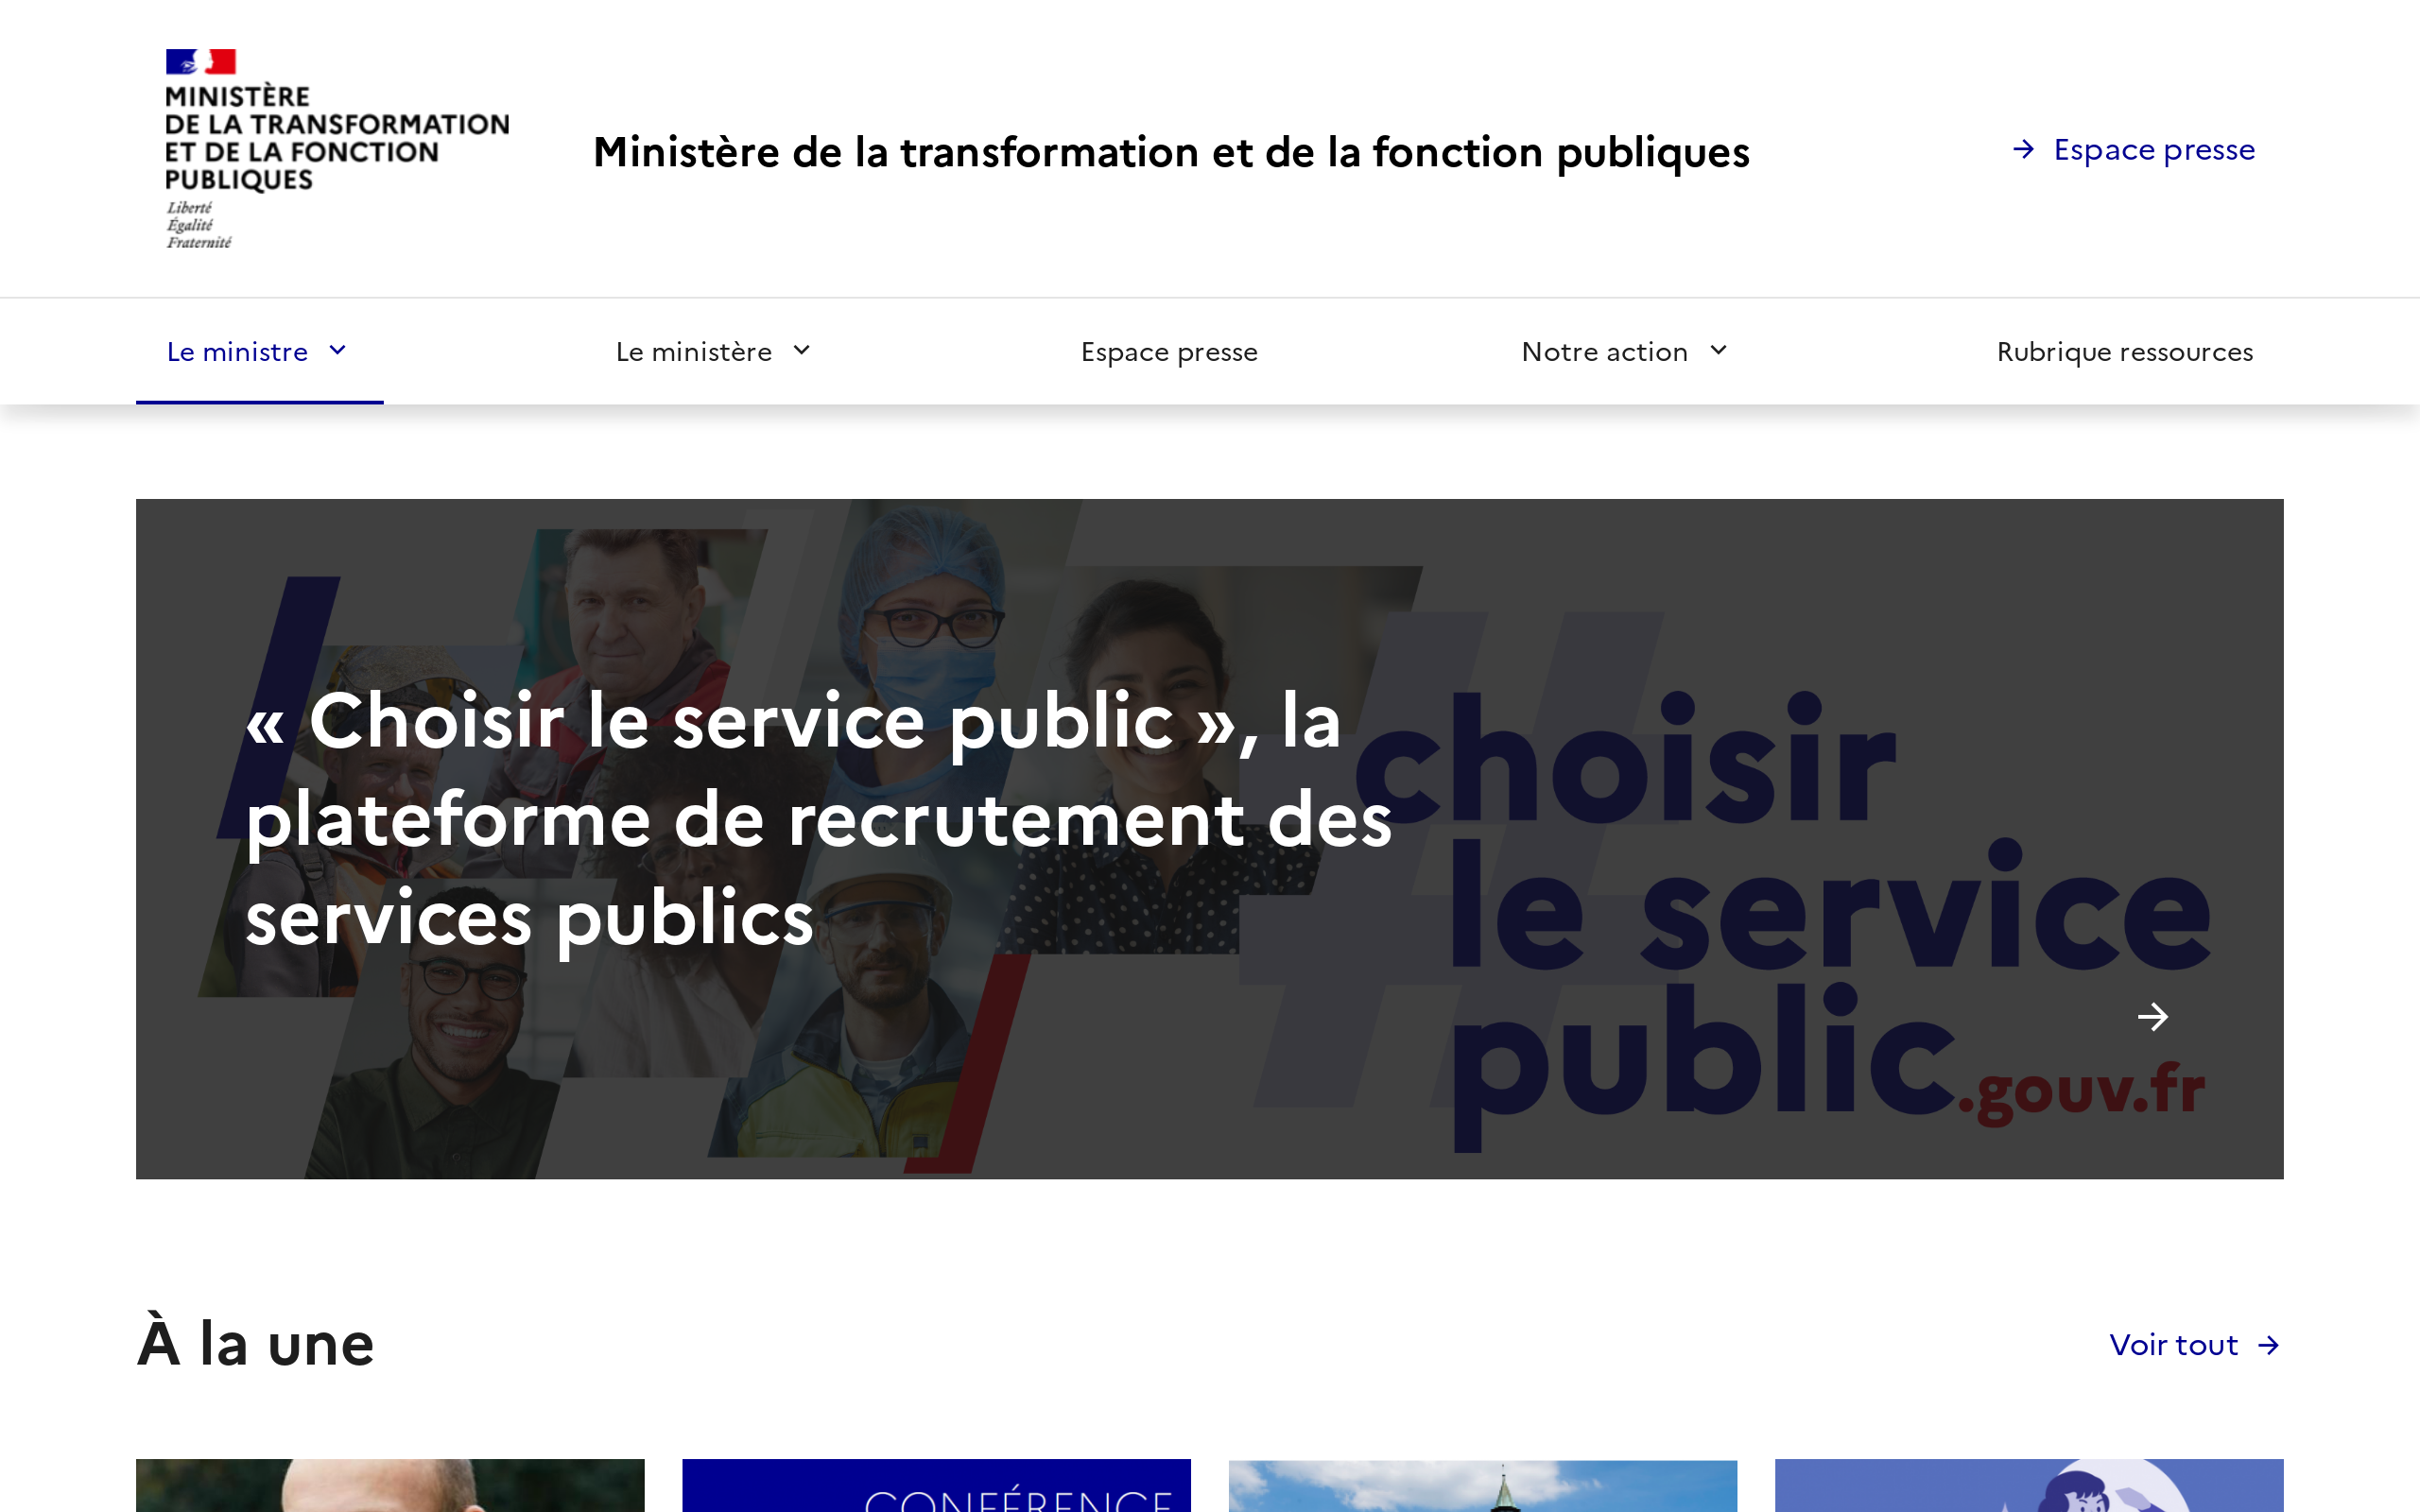 MINISTÈRE
DE LA TRANSFORMATION
ET DE LA FONCTION
PUBLIQUES
Liberté
Égalité
Fraternité
Ministère de la transformation et de la fonction publiques
Espace presse
Le ministre
Le ministère
Espace presse
Notre action
Rubrique ressources
« Choisir le service public », la
plateforme de recrutement des
services publics
choisir
le service
public.gouv.fr
À la une
Voir tout
CONFÉRENCE